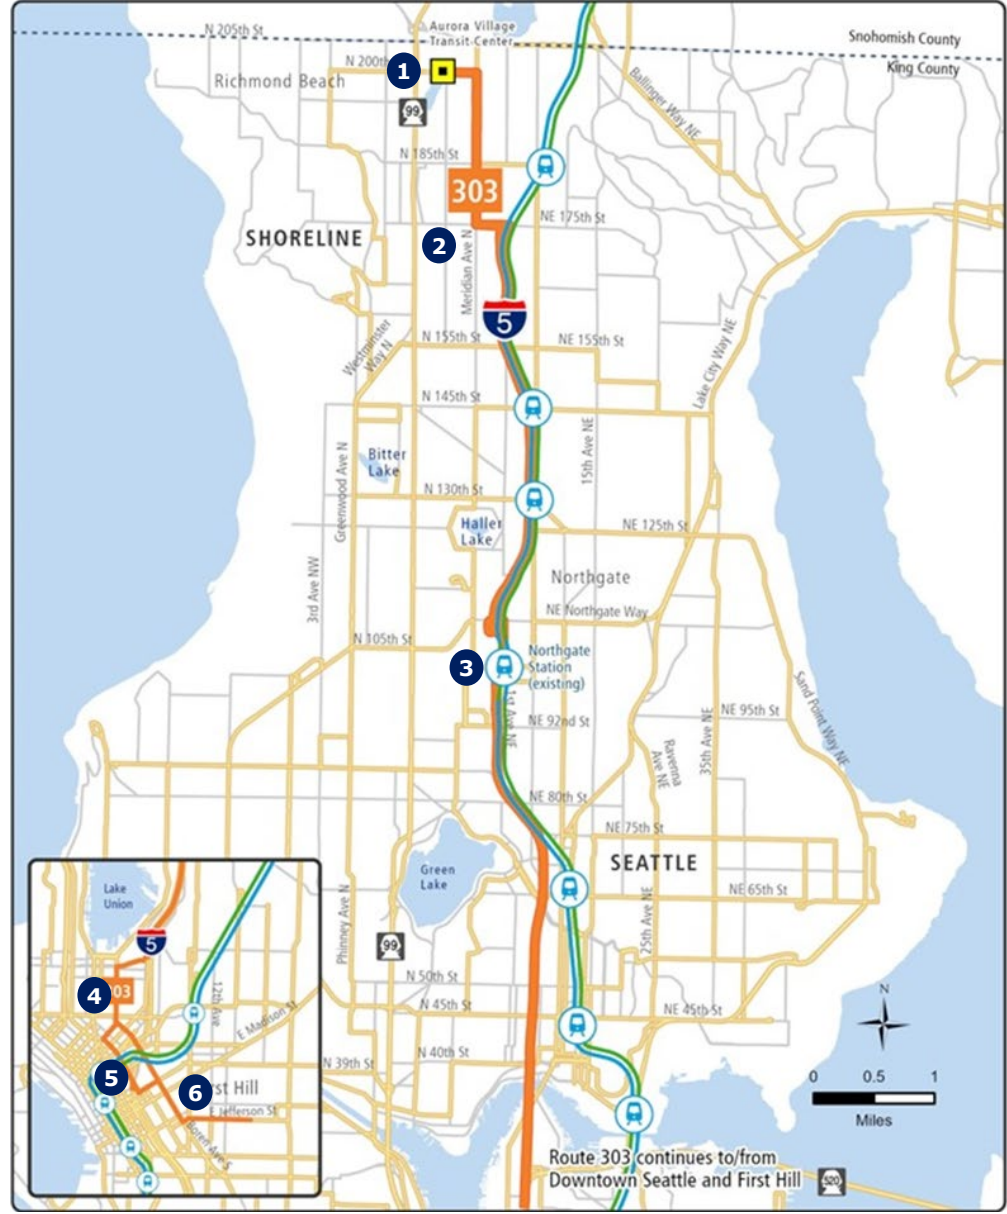 Aurora Village
Transit Center
N 205th St
Snohomish County
King County
N 200th
1
Richmond Beach
99
Ballinger Way NE
N 185th St
303
NE 175th St
SHORELINE
2
Meridian Ave N
5
Westminster
Way N
N 155th St
NE 155th St
Lake City Way NE
N 145th St
15th Ave NE
Greenwood Ave N
Bitter
Lake
N 130th St
Haller
Lake
NE 125th St
3rd Ave NW
Northgate
NE Northgate Way
N 105th St
3
Northgate
Station
(existing)
1st Ave NE
NE 92nd St
NE 95th St
Sand Point Way NE
35th Ave NE
Ravenna
Ave NE
NE 80th St
NE 75th St
SEATTLE
Green
Lake
NE 65th St
25th Ave NE
Phinney Ave N
99
N 50th St
N 45th St
NE 45th St
N 40th St
N 39th St
N
0 0.5 1
Miles
Route 303 continues to/from
Downtown Seattle and First Hill
520
Lake
Union
5
4
03
12th Ave
E Madison St
5
6
rst Hill
E Jefferson St
Boren Ave S